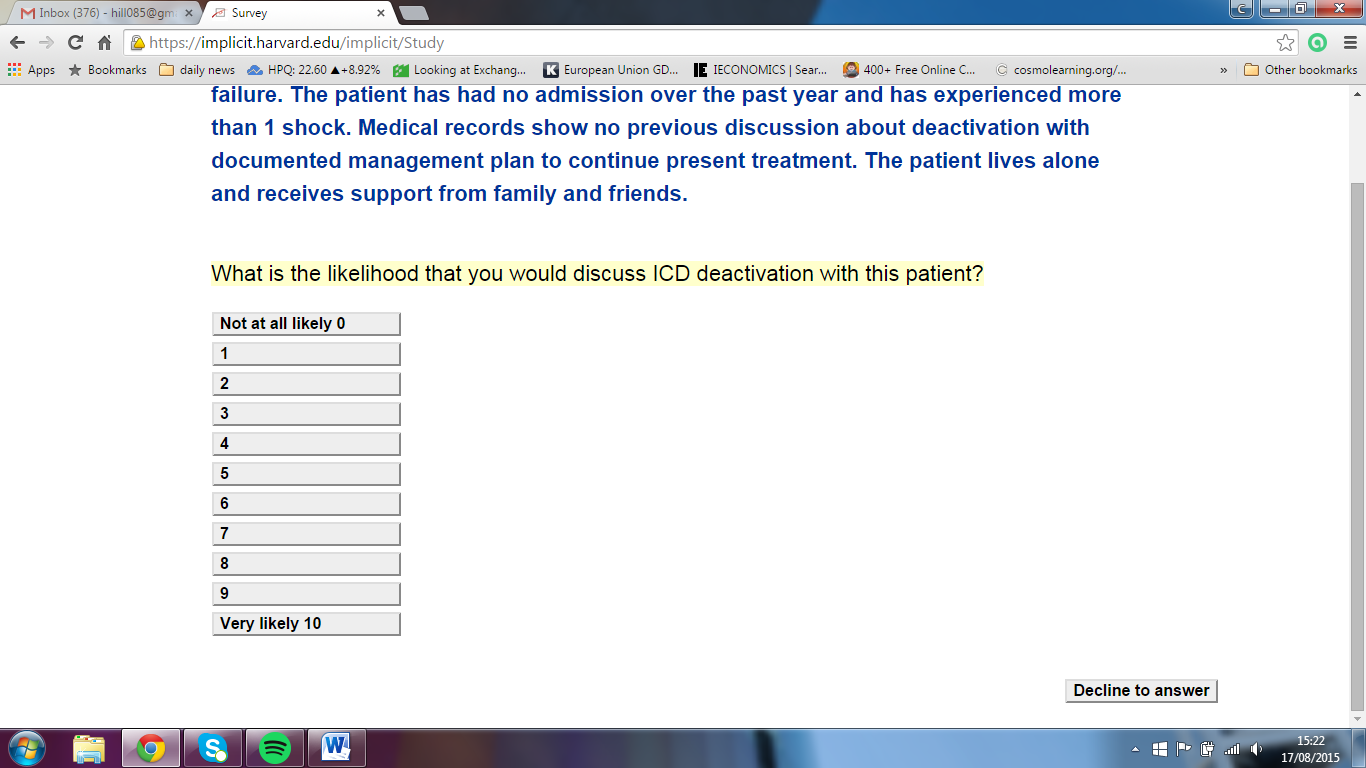 Inbox (376) - hill085@gm
Survey
https://implicit.harvard.edu/implicit/Study
Apps Bookmarks daily news HPQ: 22.60 ▲+8.92% Looking at Exchang... European Union GD... IECONOMICS | Sear... 400+ Free Online C... cosmolearning.org/... » Other bookmarks
failure. The patient has had no admission over the past year and has experienced more
than 1 shock. Medical records show no previous discussion about deactivation with
documented management plan to continue present treatment. The patient lives alone
and receives support from family and friends.
What is the likelihood that you would discuss ICD deactivation with this patient?
Not at all likely 0
1
2
3
4
5
6
7
8
9
Very likely 10
Decline to answer
15:22
17/08/2015